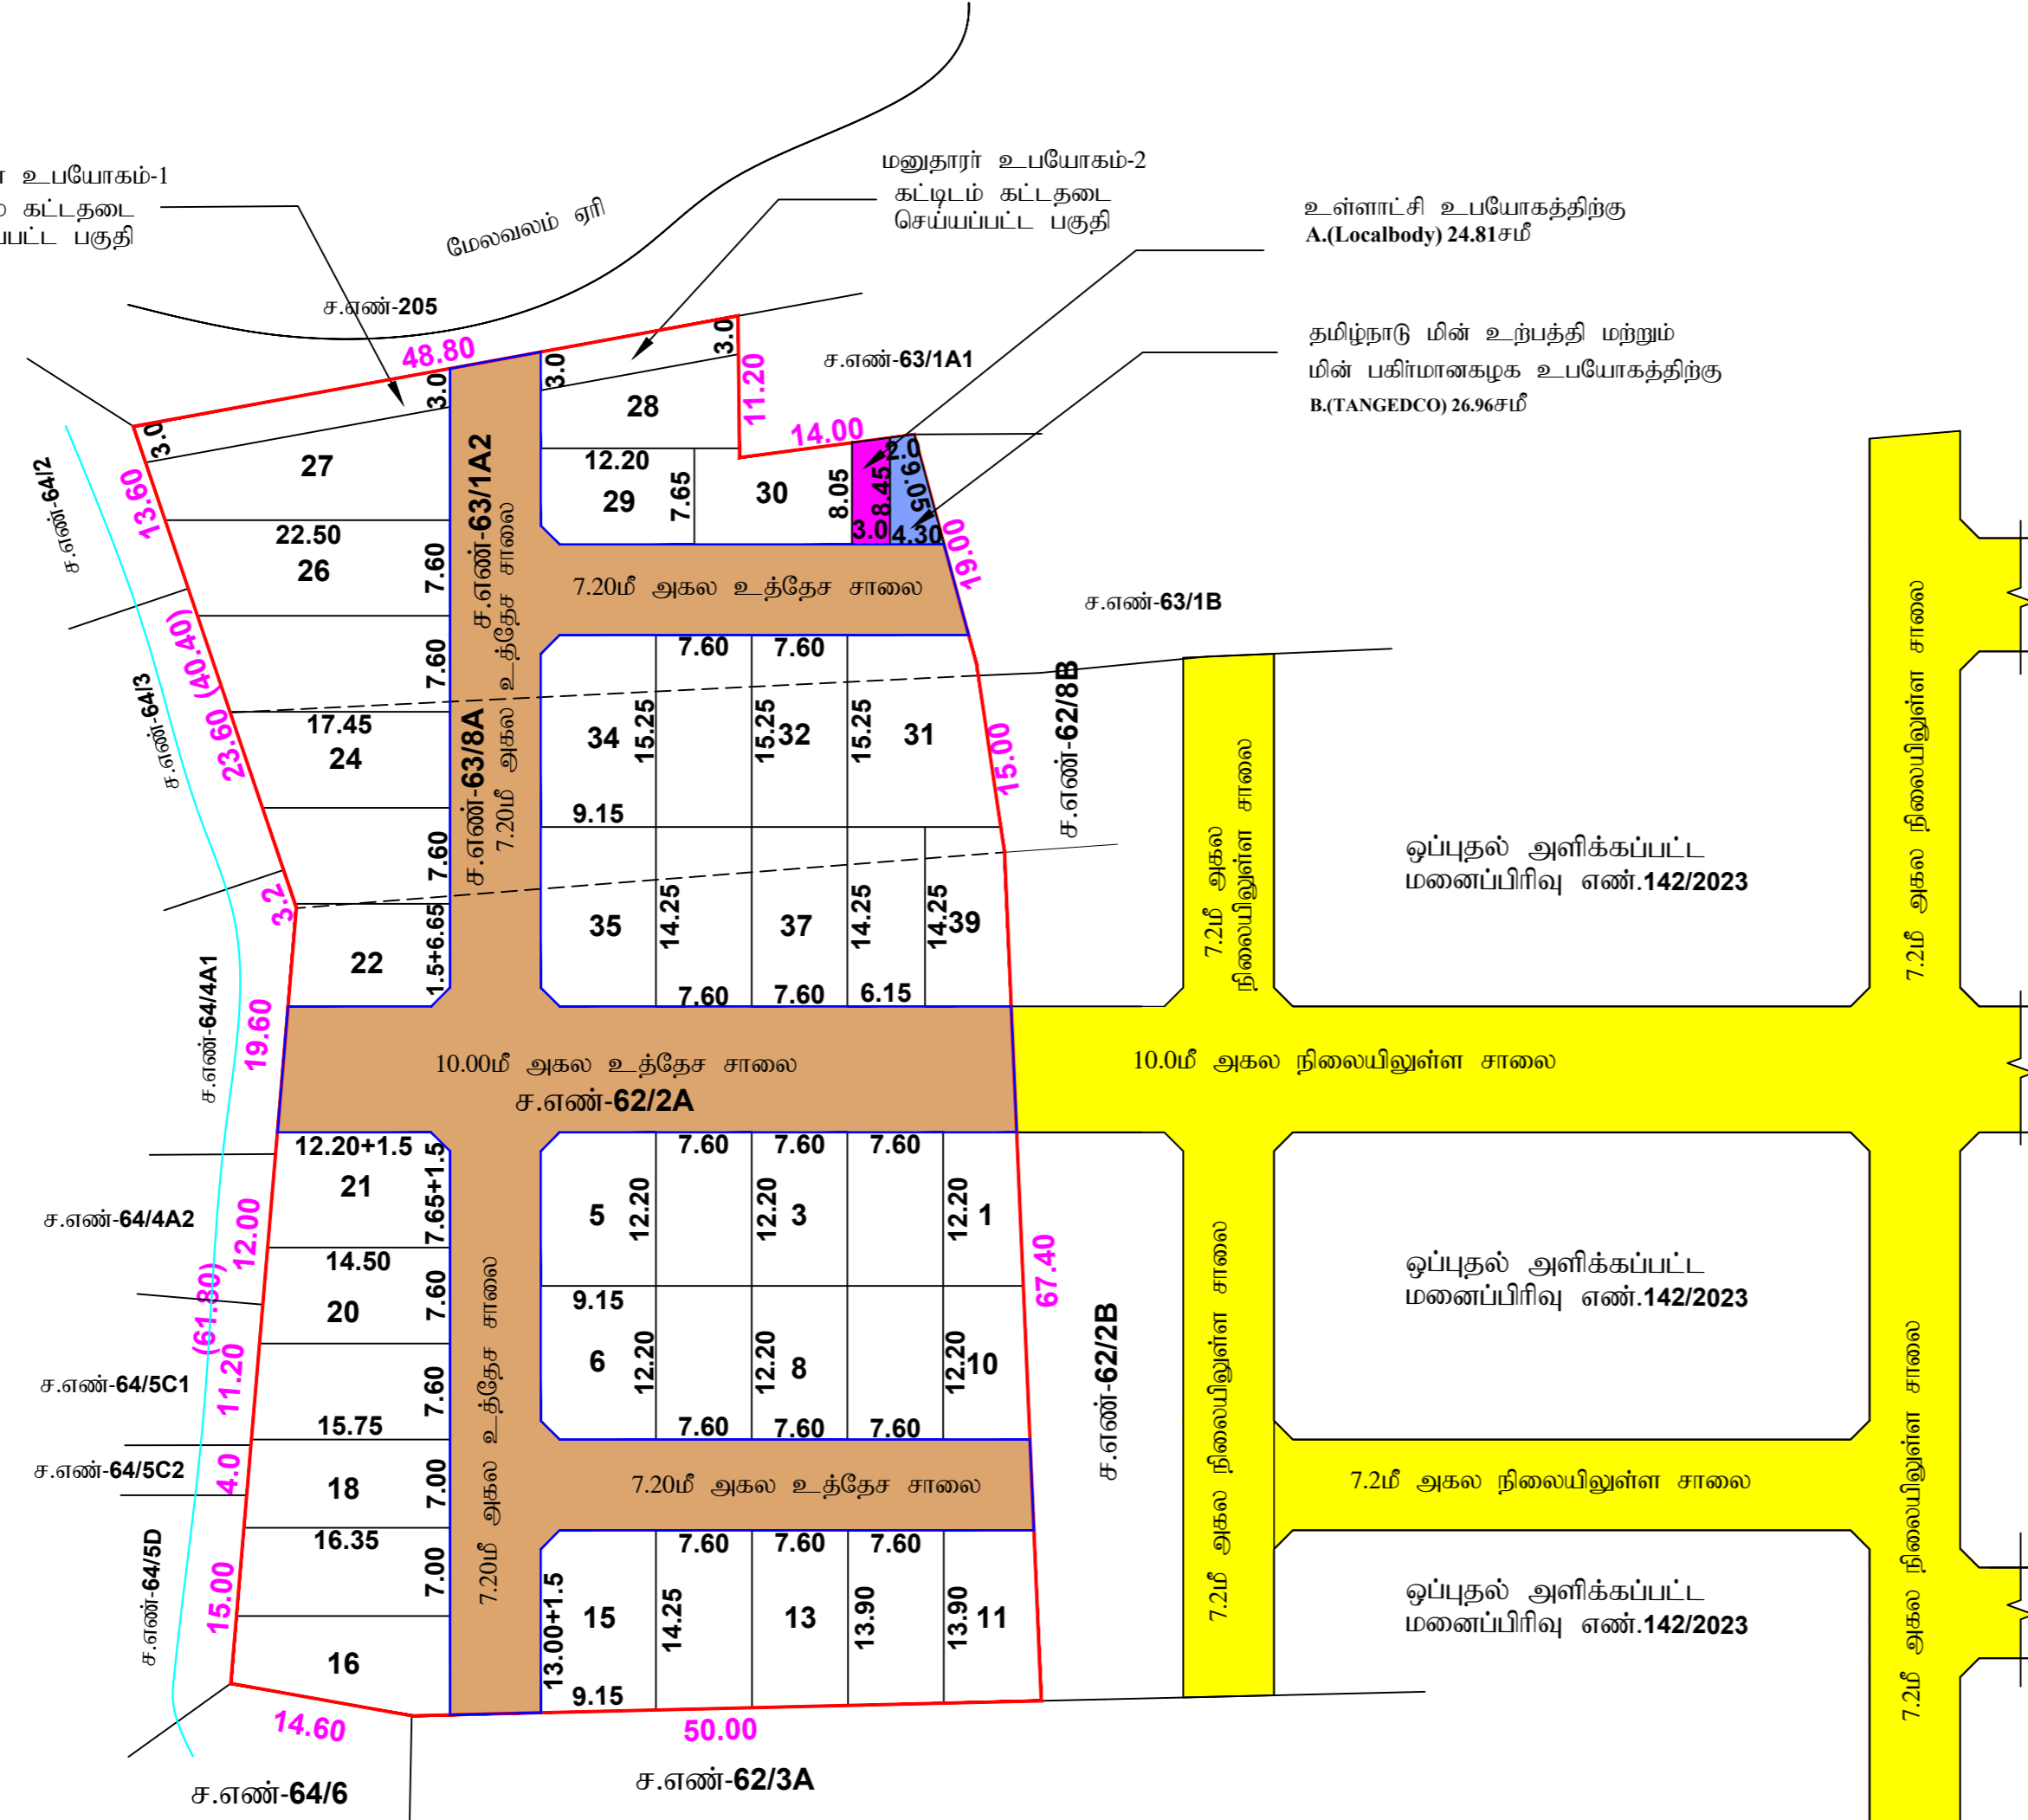 உபயோகம்-1
கட்டதடை
பகுதி
மேலவலம் ஏரி
மனுதாரர் உபயோகம்-2
கட்டிடம் கட்டதடை
செய்யப்பட்ட பகுதி
உள்ளாட்சி உபயோகத்திற்கு
A.(Localbody) 24.81சமீ
தமிழ்நாடு மின் உற்பத்தி மற்றும்
மின் பகிர்மானகழக உபயோகத்திற்கு
B.(TANGEDCO) 26.96சமீ
ச.எண்-205
48.80
3.0
3.0
3.0
3.0
11.20
ச.எண்-63/1A1
28
14.00
2.0
27
12.20
29
7.65
30
8.05
8.45
9.05
3.0
4.30
19.00
ச.எண்-64/2
13.60
22.50
26
7.60
ச.எண்-63/1A2
7.20மீ அகல உத்தேச சாலை
7.20மீ அகல உத்தேச சாலை
ச.எண்-63/1B
23.60 (40.40)
ச.எண்-64/3
7.60
7.60
7.60
17.45
24
34
15.25
15.25
32
15.25
31
15.00
ச.எண்-62/8B
ச.எண்-63/8A
9.15
7.60
3.2
35
14.25
37
14.25
14.25
39
22
1.5+6.65
7.60
7.60
6.15
ச.எண்-64/4A1
19.60
10.00மீ அகல உத்தேச சாலை
ச.எண்-62/2A
10.0மீ அகல நிலையிலுள்ள சாலை
7.2மீ அகல
நிலையிலுள்ள சாலை
ஒப்புதல் அளிக்கப்பட்ட
மனைப்பிரிவு எண்.142/2023
7.2மீ அகல நிலையிலுள்ள சாலை
12.20+1.5
21
7.65+1.5
7.60
7.60
7.60
5
12.20
12.20
3
12.20
1
ச.எண்-64/4A2
12.00
(61.80)
14.50
20
7.60
9.15
6
12.20
12.20
8
12.20
10
67.40
ச.எண்-62/2B
7.2மீ அகல நிலையிலுள்ள சாலை
ஒப்புதல் அளிக்கப்பட்ட
மனைப்பிரிவு எண்.142/2023
ச.எண்-64/5C1
11.20
7.60
15.75
7.60
7.60
7.60
7.20மீ அகல உத்தேச சாலை
ச.எண்-64/5C2
4.0
18
7.00
7.20மீ அகல உத்தேச சாலை
7.2மீ அகல நிலையிலுள்ள சாலை
7.2மீ அகல நிலையிலுள்ள சாலை
16.35
7.00
7.60
7.60
7.60
ச.எண்-64/5D
15.00
16
13.00+1.5
15
14.25
13
13.90
13.90
11
9.15
ஒப்புதல் அளிக்கப்பட்ட
மனைப்பிரிவு எண்.142/2023
14.60
50.00
ச.எண்-64/6
ச.எண்-62/3A